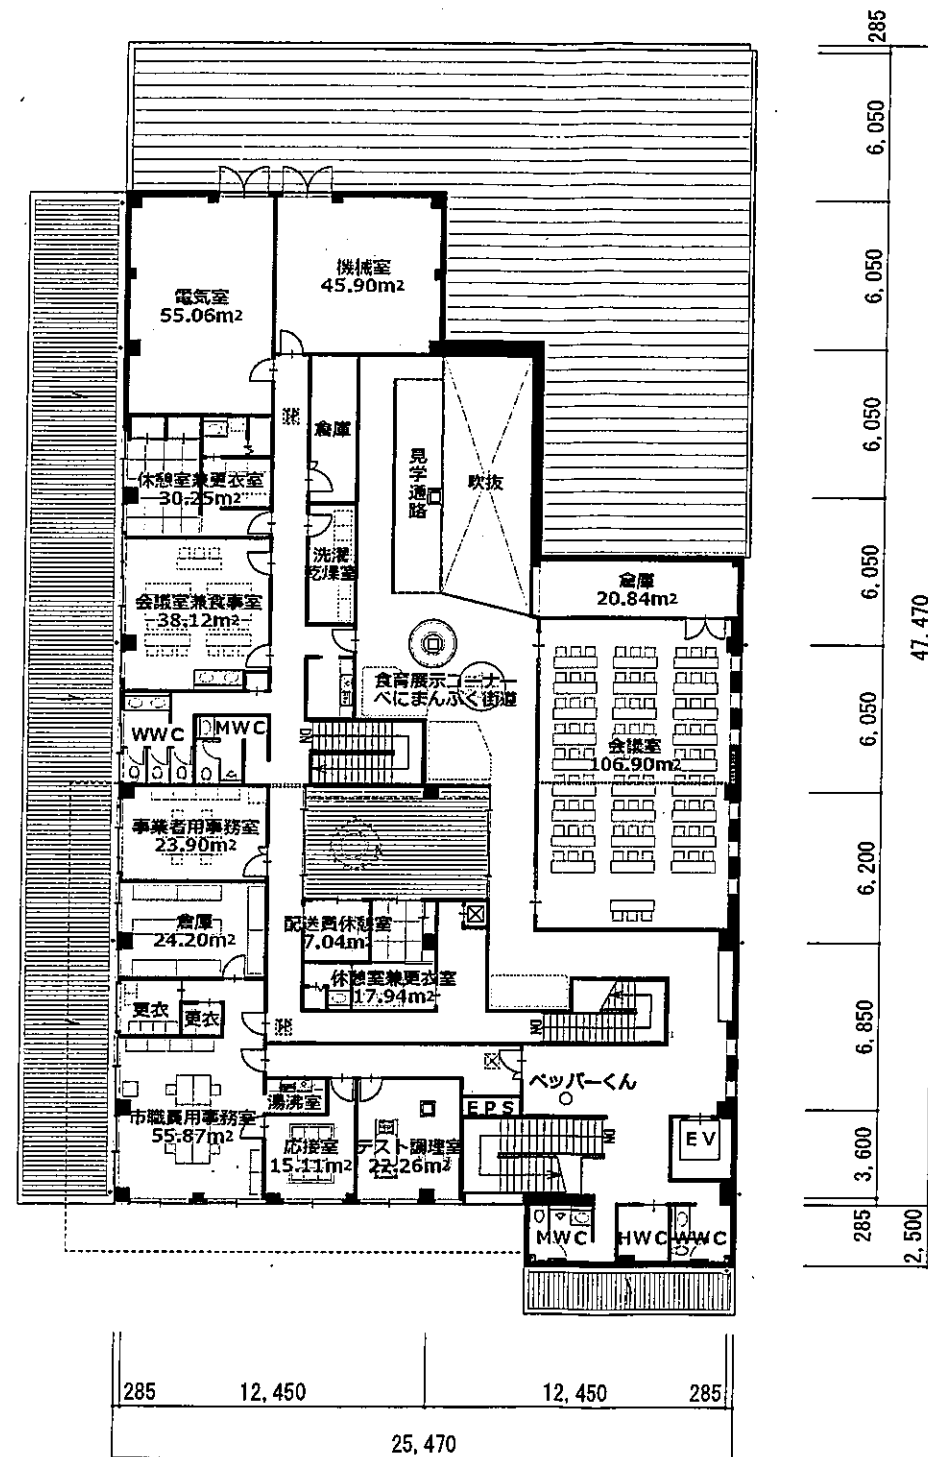 285
6,050
6,050
機械室
45.90m2
電気室
55.06m2
6,050
倉庫
見学通路
吹抜
休憩室兼更衣室
30.25m2
洗濯
乾燥室
6,050
倉庫
20.84m2
会議室兼食事室
38.12m2
47,470
食育展示コーナー
べにまんぷく街道
6,050
WWC
MWC
DN
会議室
106.90m2
事業者用事務室
23.90m2
6,200
倉庫
24.20m2
配送員休憩室
7.04m2
休憩室兼更衣室
17.94m2
更衣
更衣
DN
6,850
ペッパーくん
湯沸室
EPS
市職員用事務室
55.87m2
応接室
15.11m2
テスト調理室
22.26m2
DN
EV
3,600
MWC
HWC
WWC
285
2,500
285
12,450
12,450
285
25,470